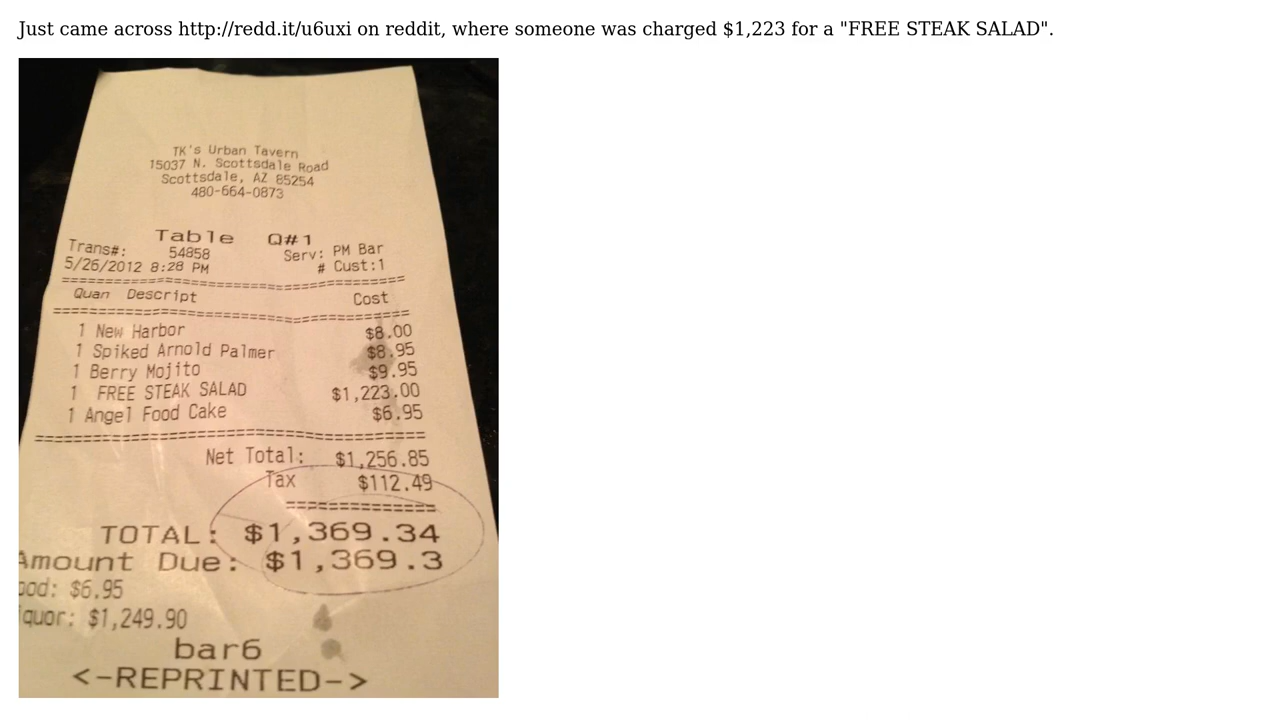 Just came across http://redd.it/u6uxi on reddit, where someone was charged $1,223 for a "FREE STEAK SALAD".
TK's Urban Tavern
15037 N. Scottsdale Road
Scottsdale, AZ 85254
480-664-0873
Table Q#1
Trans#: 54858 Serv: PM Bar
5/26/2012 8:28 PM # Cust:1
=====================================
Quan Descript Cost
=====================================
1 New Harbor $8.00
1 Spiked Arnold Palmer $8.95
1 Berry Mojito $9.95
1 FREE STEAK SALAD $1,223.00
1 Angel Food Cake $6.95
=====================================
Net Total: $1,256.85
Tax $112.49
==============
TOTAL: $1,369.34
Amount Due: $1,369.3
ood: $6.95
iquor: $1,249.90
bar6
<-REPRINTED->